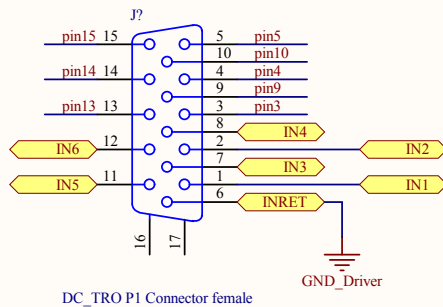 J?
pin15 15 5 pin5
10 pin10
pin14 14 4 pin4
9 pin9
pin13 13 3 pin3
8 IN4
IN6 12 2 IN2
7 IN3
IN5 11 1 IN1
6 INRET
16 17
GND_Driver
DC_TRO P1 Connector female